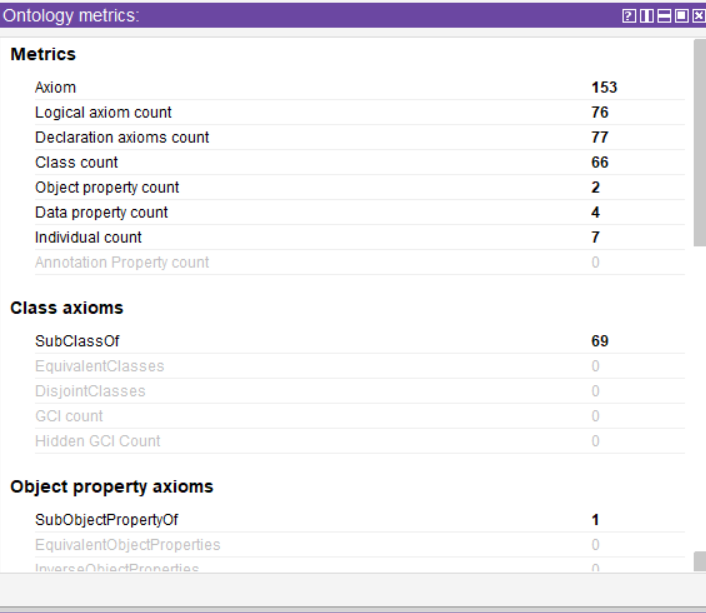 Ontology metrics:
Metrics
Axiom 153
Logical axiom count 76
Declaration axioms count 77
Class count 66
Object property count 2
Data property count 4
Individual count 7
Annotation Property count 0
Class axioms
SubClassOf 69
EquivalentClasses 0
DisjointClasses 0
GCI count 0
Hidden GCI Count 0
Object property axioms
SubObjectPropertyOf 1
EquivalentObjectProperties 0
InverseObjectProperties 0